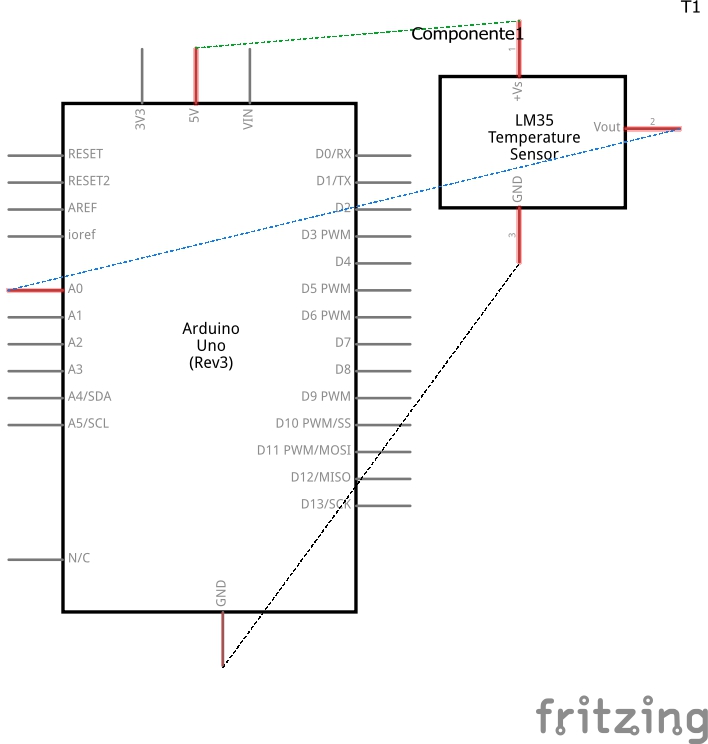 T1
Componente1
1
+Vs
LM35
Temperature
Sensor
Vout
2
GND
3
3V3
5V
VIN
RESET
RESET2
AREF
ioref
A0
A1
A2
A3
A4/SDA
A5/SCL
N/C
D0/RX
D1/TX
D2
D3 PWM
D4
D5 PWM
D6 PWM
D7
D8
D9 PWM
D10 PWM/SS
D11 PWM/MOSI
D12/MISO
D13/SCK
Arduino
Uno
(Rev3)
GND
fritzing